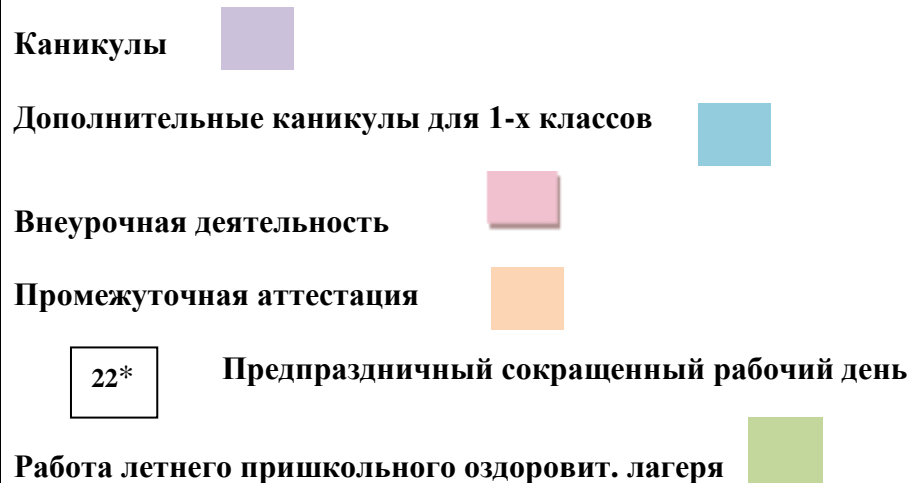 Каникулы
Дополнительные каникулы для 1-х классов
Внеурочная деятельность
Промежуточная аттестация
22* Предпраздничный сокращенный рабочий день
Работа летнего пришкольного оздоровит. лагеря